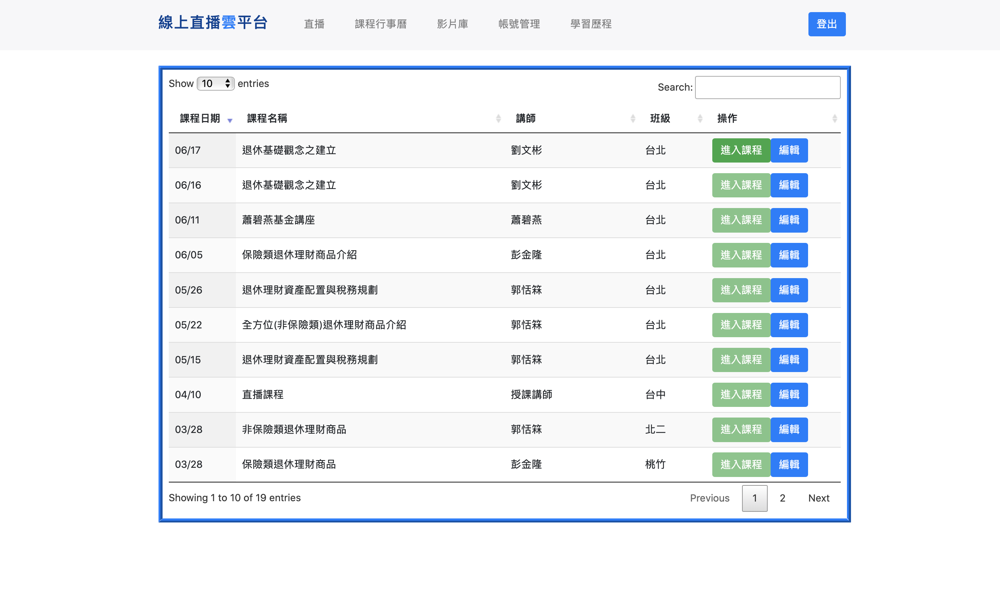 線上直播雲平台 直播 課程行事曆 影片庫 帳號管理 學習歷程 登出
Show 10 entries Search:
課程日期 課程名稱 講師 班級 操作
06/17 退休基礎觀念之建立 劉文彬 台北 進入課程 編輯
06/16 退休基礎觀念之建立 劉文彬 台北 進入課程 編輯
06/11 蕭碧燕基金講座 蕭碧燕 台北 進入課程 編輯
06/05 保險類退休理財商品介紹 彭金隆 台北 進入課程 編輯
05/26 退休理財資產配置與稅務規劃 郭恬箖 台北 進入課程 編輯
05/22 全方位(非保險類)退休理財商品介紹 郭恬箖 台北 進入課程 編輯
05/15 退休理財資產配置與稅務規劃 郭恬箖 台北 進入課程 編輯
04/10 直播課程 授課講師 台中 進入課程 編輯
03/28 非保險類退休理財商品 郭恬箖 北二 進入課程 編輯
03/28 保險類退休理財商品 彭金隆 桃竹 進入課程 編輯
Showing 1 to 10 of 19 entries Previous 1 2 Next